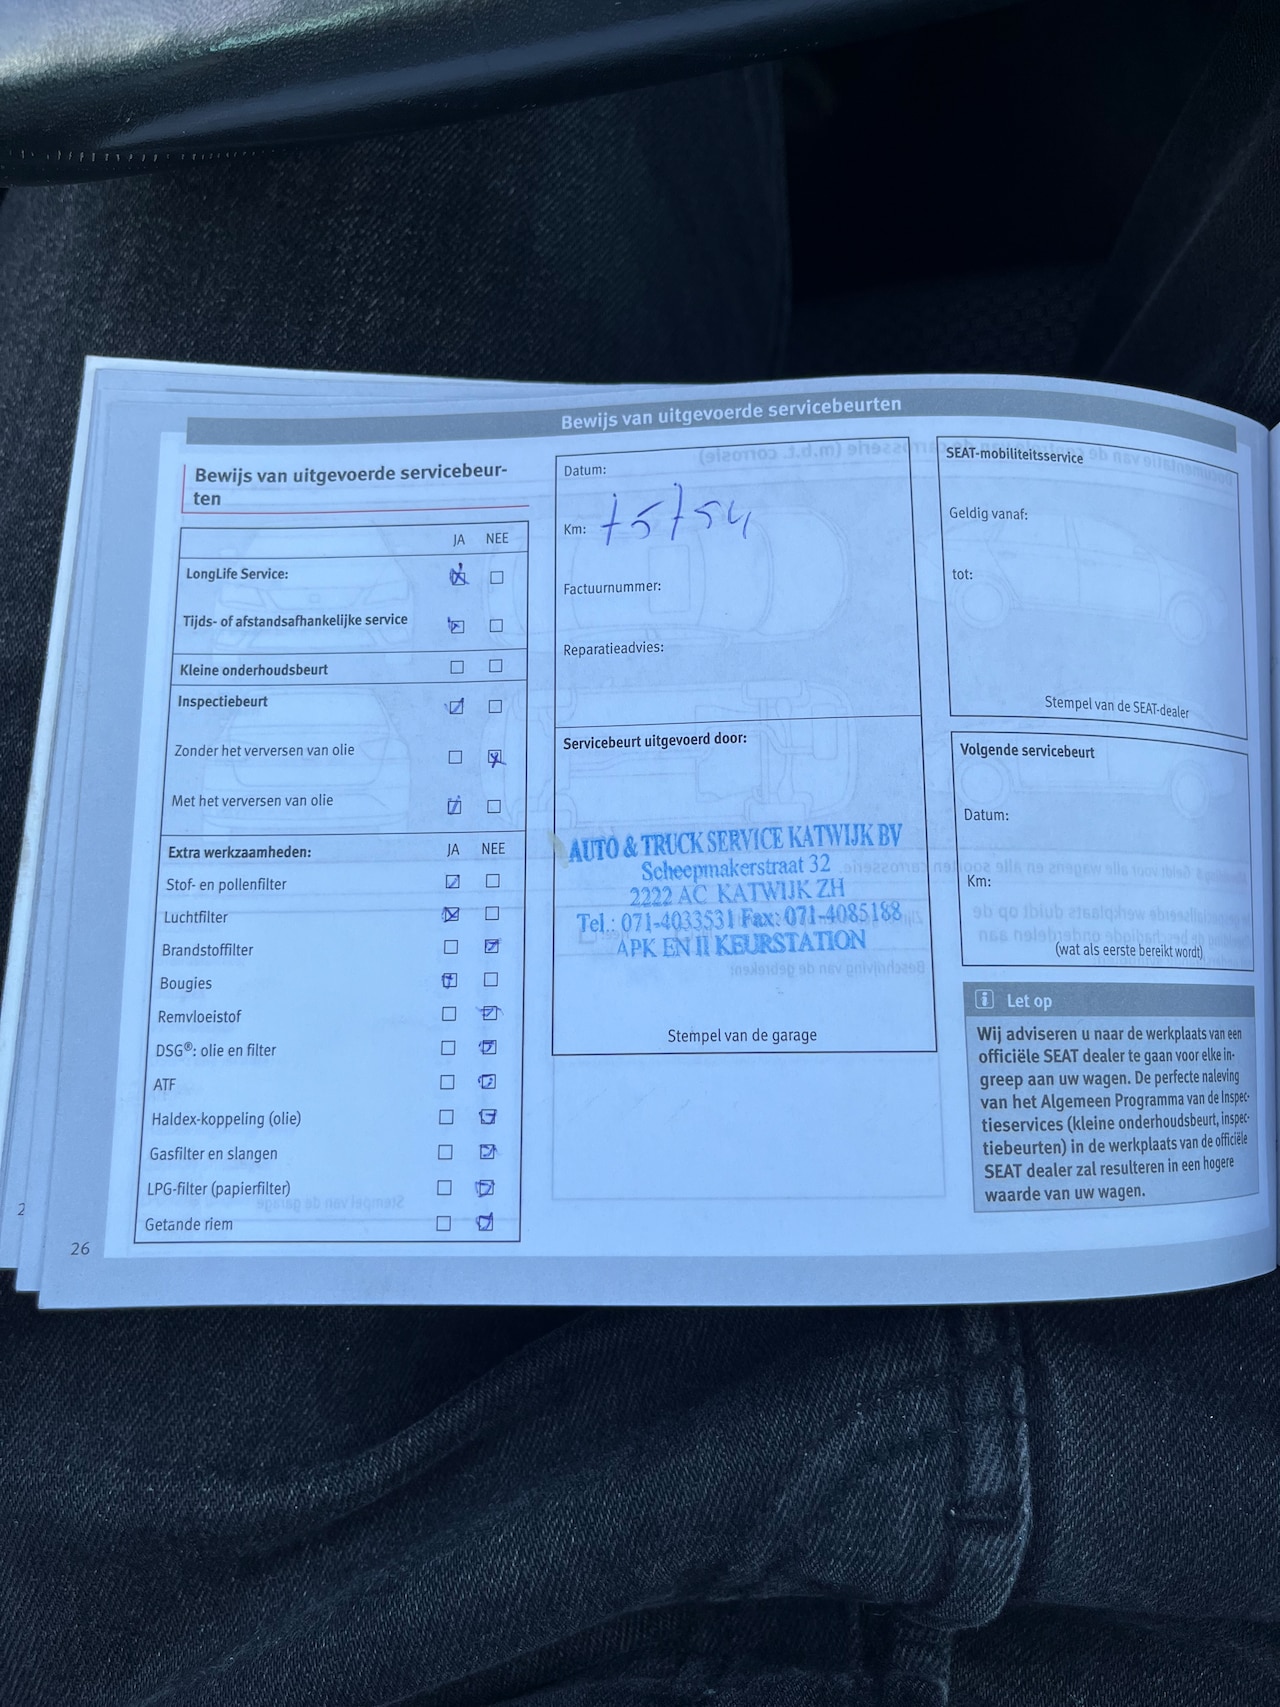 Bewijs van uitgevoerde servicebeurten
Bewijs van uitgevoerde servicebeur-
ten
JA NEE
LongLife Service:
Tijds- of afstandsafhankelijke service
Kleine onderhoudsbeurt
Inspectiebeurt
Zonder het verversen van olie
Met het verversen van olie
Extra werkzaamheden: JA NEE
Stof- en pollenfilter
Luchtfilter
Brandstoffilter
Bougies
Remvloeistof
DSG®: olie en filter
ATF
Haldex-koppeling (olie)
Gasfilter en slangen
LPG-filter (papierfilter)
Getande riem
26
Datum:
Km: 75754
Factuurnummer:
Reparatieadvies:
Servicebeurt uitgevoerd door:
AUTO & TRUCK SERVICE KATWIJK BV
Scheepmakerstraat 32
2222 AC KATWIJK ZH
Tel.: 071-4033531 Fax: 071-4085188
APK EN II KEURSTATION
Stempel van de garage
SEAT-mobiliteitsservice
Geldig vanaf:
tot:
Stempel van de SEAT-dealer
Volgende servicebeurt
Datum:
Km:
(wat als eerste bereikt wordt)
i Let op
Wij adviseren u naar de werkplaats van een
officiële SEAT dealer te gaan voor elke in-
greep aan uw wagen. De perfecte naleving
van het Algemeen Programma van de Inspec-
tieservices (kleine onderhoudsbeurt, inspec-
tiebeurten) in de werkplaats van de officiële
SEAT dealer zal resulteren in een hogere
waarde van uw wagen.